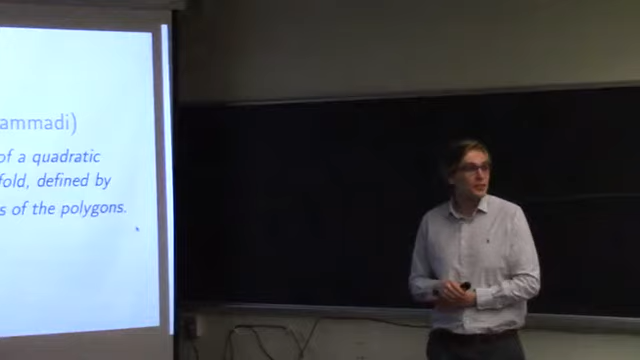 ammadi)
of a quadratic
fold, defined by
s of the polygons.